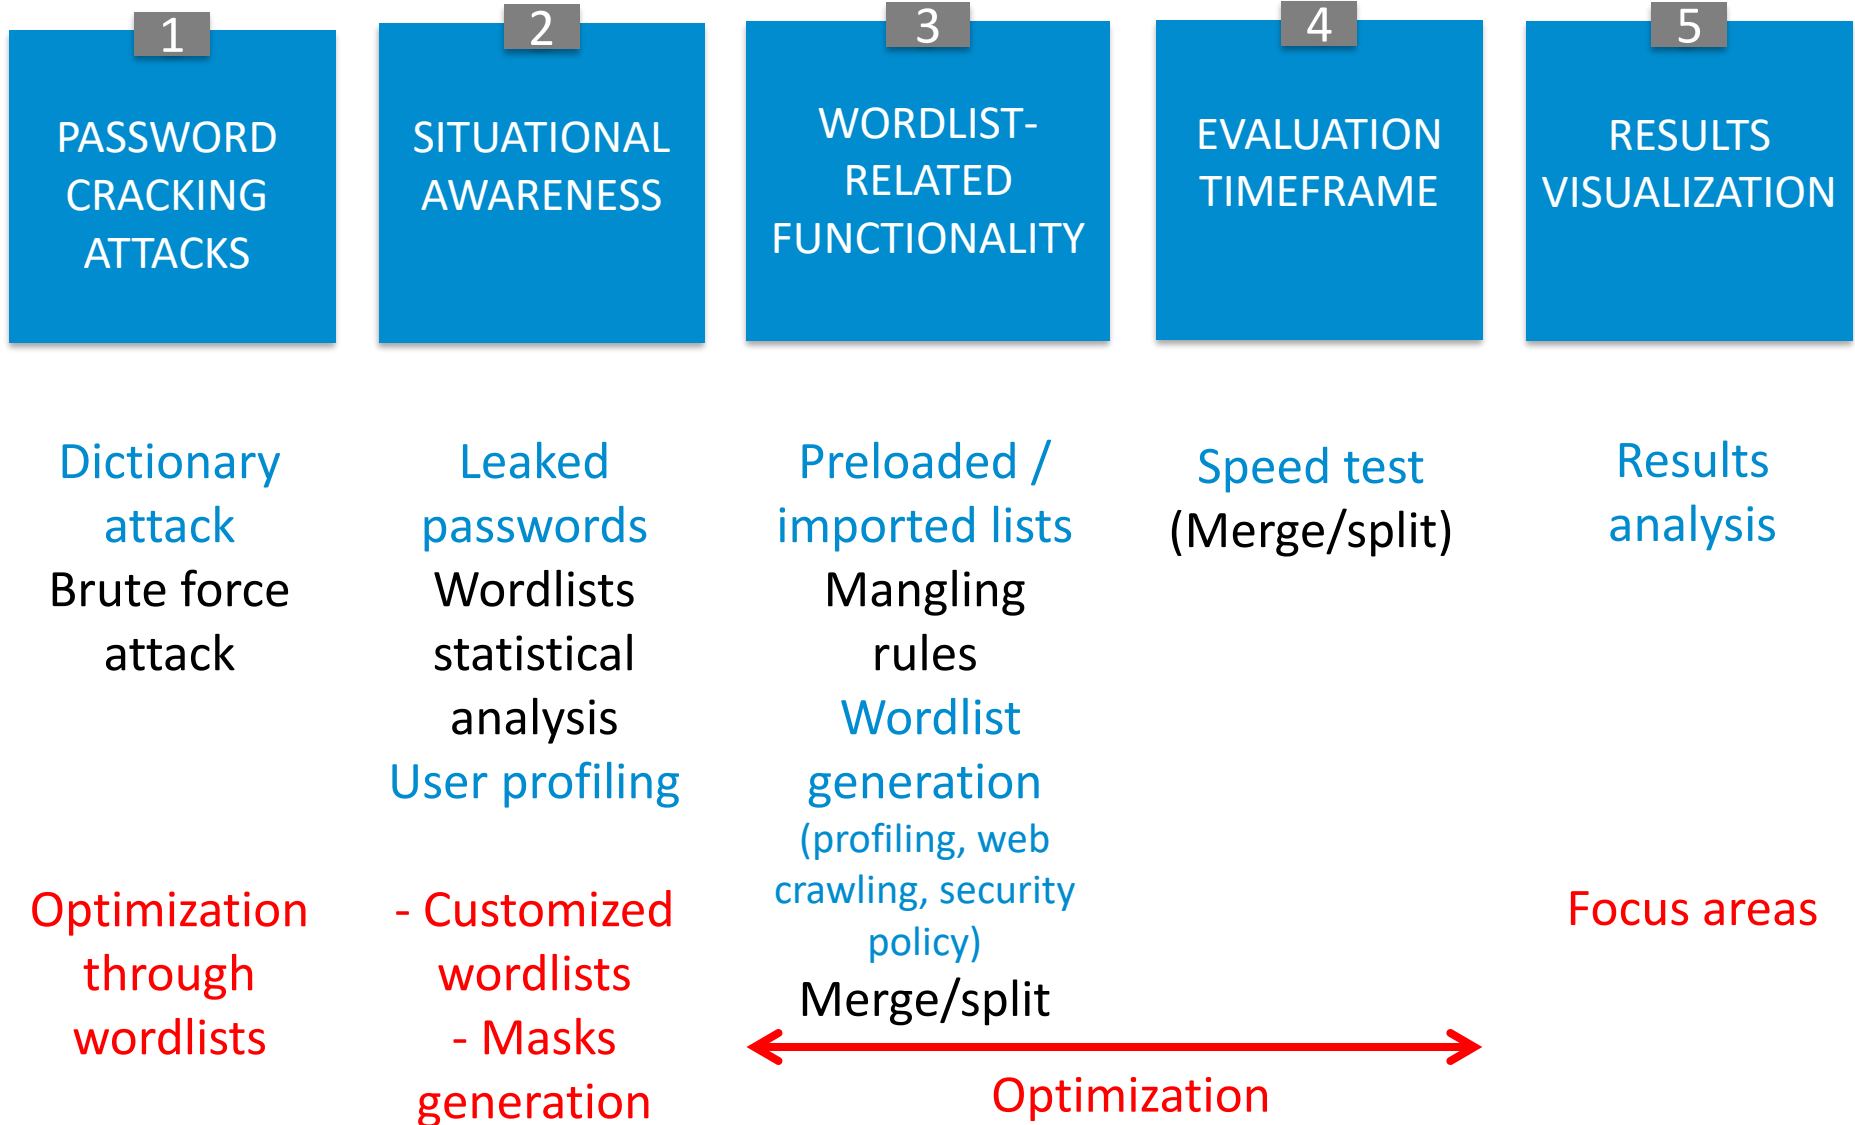 1
PASSWORD
CRACKING
ATTACKS
2
SITUATIONAL
AWARENESS
3
WORDLIST-
RELATED
FUNCTIONALITY
4
EVALUATION
TIMEFRAME
5
RESULTS
VISUALIZATION
Dictionary
attack
Brute force
attack
Optimization
through
wordlists
Leaked
passwords
Wordlists
statistical
analysis
User profiling
- Customized
wordlists
- Masks
generation
Preloaded /
imported lists
Mangling
rules
Wordlist
generation
(profiling, web
crawling, security
policy)
Merge/split
Speed test
(Merge/split)
Optimization
Results
analysis
Focus areas